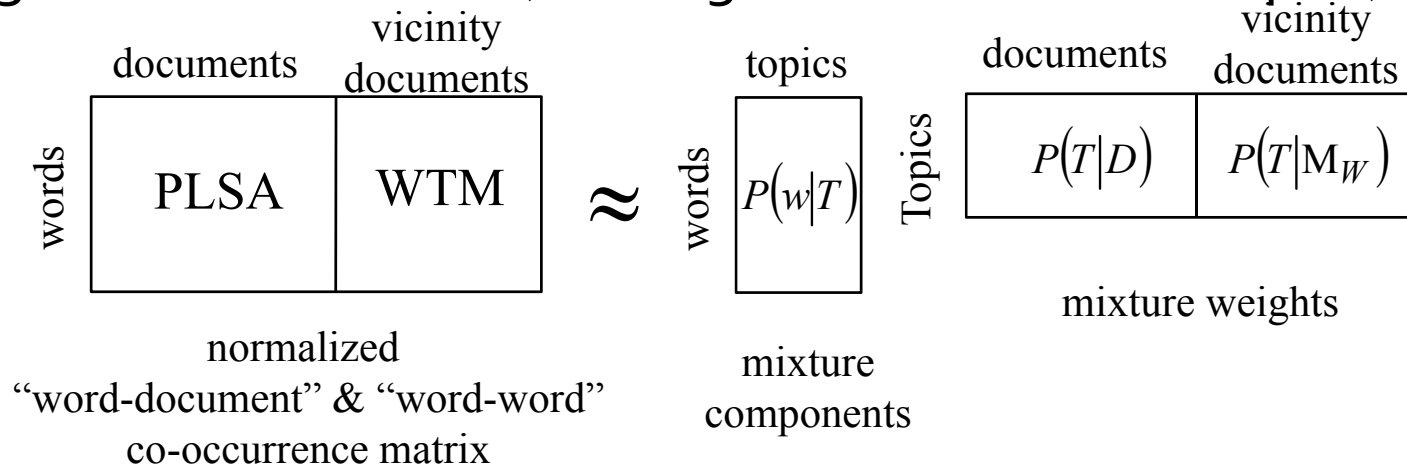 documents
vicinity
documents
topics
documents
vicinity
documents
words
PLSA
WTM
≈
words
P(w|T)
Topics
P(T|D)
P(T|M_W)
normalized
“word-document” & “word-word”
co-occurrence matrix
mixture
components
mixture weights